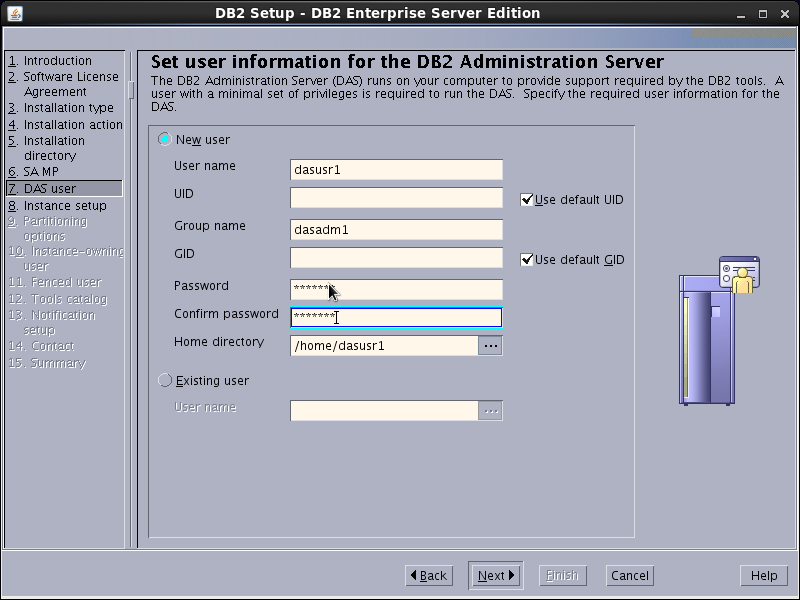 DB2 Setup - DB2 Enterprise Server Edition
1. Introduction
2. Software License
Agreement
3. Installation type
4. Installation action
5. Installation
directory
6. SA MP
7. DAS user
8. Instance setup
9. Partitioning
options
10. Instance-owning
user
11. Fenced user
12. Tools catalog
13. Notification
setup
14. Contact
15. Summary
Set user information for the DB2 Administration Server
The DB2 Administration Server (DAS) runs on your computer to provide support required by the DB2 tools. A
user with a minimal set of privileges is required to run the DAS. Specify the required user information for the
DAS.
New user
User name dasusr1
UID Use default UID
Group name dasadm1
GID Use default GID
Password *******
Confirm password *******
Home directory /home/dasusr1 ...
Existing user
User name ...
Back Next Finish Cancel Help